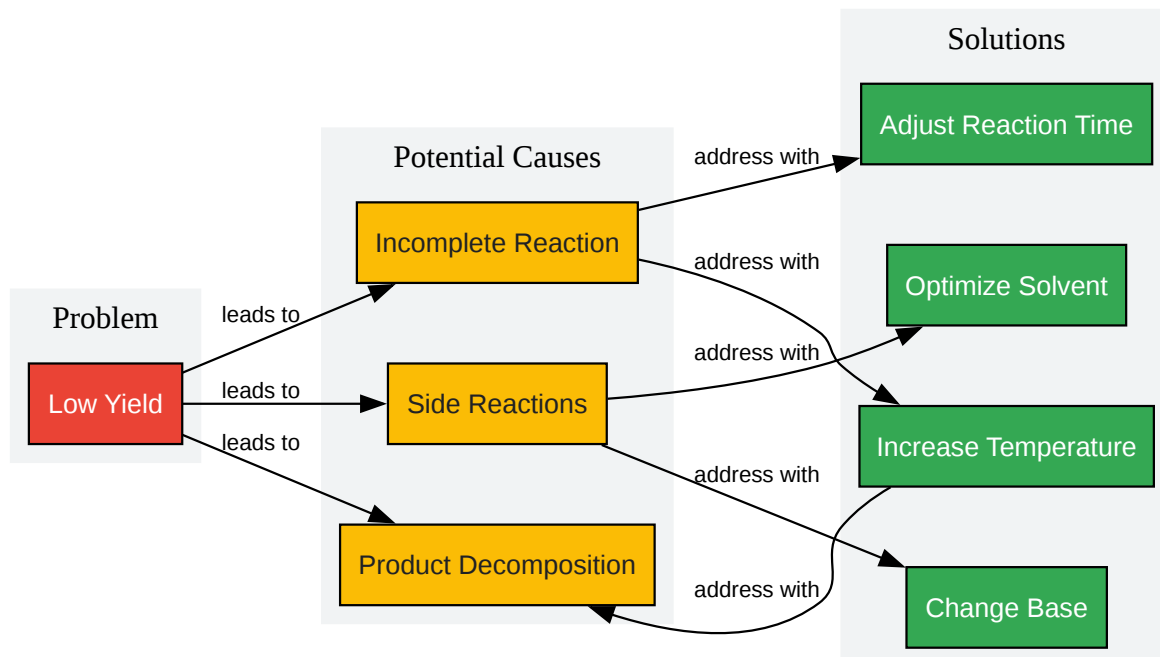 Problem
Low Yield
leads to
leads to
leads to
Potential Causes
Incomplete Reaction
Side Reactions
Product Decomposition
address with
address with
address with
address with
address with
Solutions
Adjust Reaction Time
Optimize Solvent
Increase Temperature
Change Base